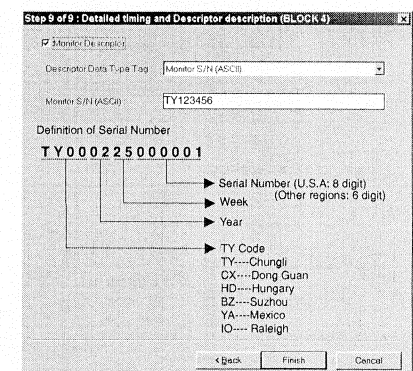 Step 9 of 9 : Detailed timing and Descriptor description (BLOCK 4)
Monitor Descriptor
Descriptor Data Type Tag Monitor S/N (ASCII)
Monitor S/N (ASCII) TY123456
Definition of Serial Number
TY000225000001
Serial Number (U.S.A: 8 digit)
(Other regions: 6 digit)
Week
Year
TY Code
TY----Chungli
CX---Dong Guan
HD----Hungary
BZ----Suzhou
YA----Mexico
IO---- Raleigh
< Back Finish Cancel